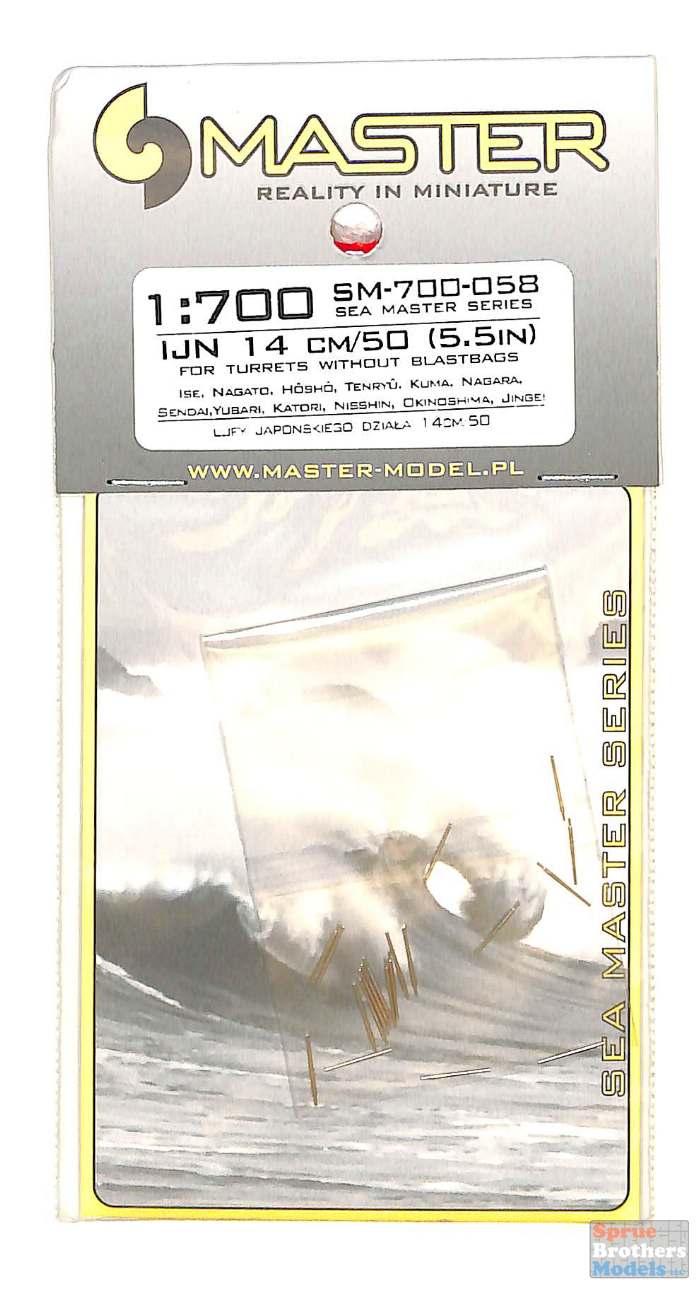 MASTER
REALITY IN MINIATURE
1:700
SM-700-058
SEA MASTER SERIES
IJN 14 CM/50 (5.5IN)
FOR TURRETS WITHOUT BLASTBAGS
ISE, NAGATO, HŌSHŌ, TENRYŪ, KUMA, NAGARA,
SENDAI,YUBARI, KATORI, NISSHIN, OKINOSHIMA, JINGEI
LUFY JAPOŃSKIEGO DZIAŁA 14CM/50
WWW.MASTER-MODEL.PL
SEA MASTER SERIES
Sprue
Brothers
Models LLC